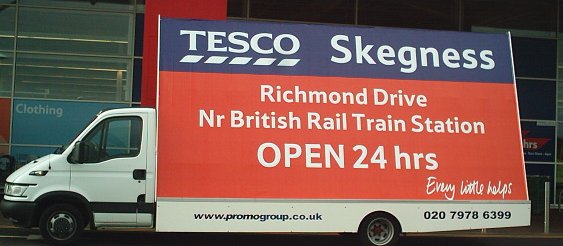 TESCO Skegness
Richmond Drive
Nr British Rail Train Station
OPEN 24 hrs
Every little helps
www.promogroup.co.uk
020 7978 6399
Clothing